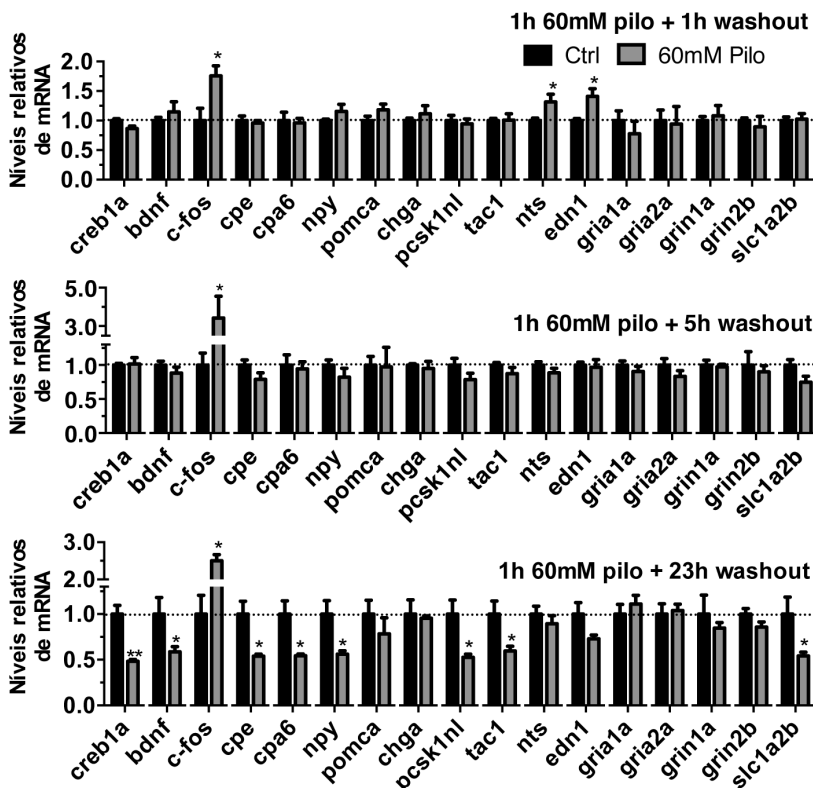 1h 60mM pilo + 1h washout
Ctrl 60mM Pilo
Níveis relativos
de mRNA
2.0
1.5
1.0
0.5
0.0
* * *
creb1a bdnf c-fos cpe cpa6 npy pomca chga pcsk1nl tac1 nts edn1 gria1a gria2a grin1a grin2b slc1a2b
1h 60mM pilo + 5h washout
Níveis relativos
de mRNA
5.0
3.0
1.0
0.5
0.0
*
creb1a bdnf c-fos cpe cpa6 npy pomca chga pcsk1nl tac1 nts edn1 gria1a gria2a grin1a grin2b slc1a2b
1h 60mM pilo + 23h washout
Níveis relativos
de mRNA
3.0
2.0
1.0
0.5
0
** * * * * * * * *
creb1a bdnf c-fos cpe cpa6 npy pomca chga pcsk1nl tac1 nts edn1 gria1a gria2a grin1a grin2b slc1a2b